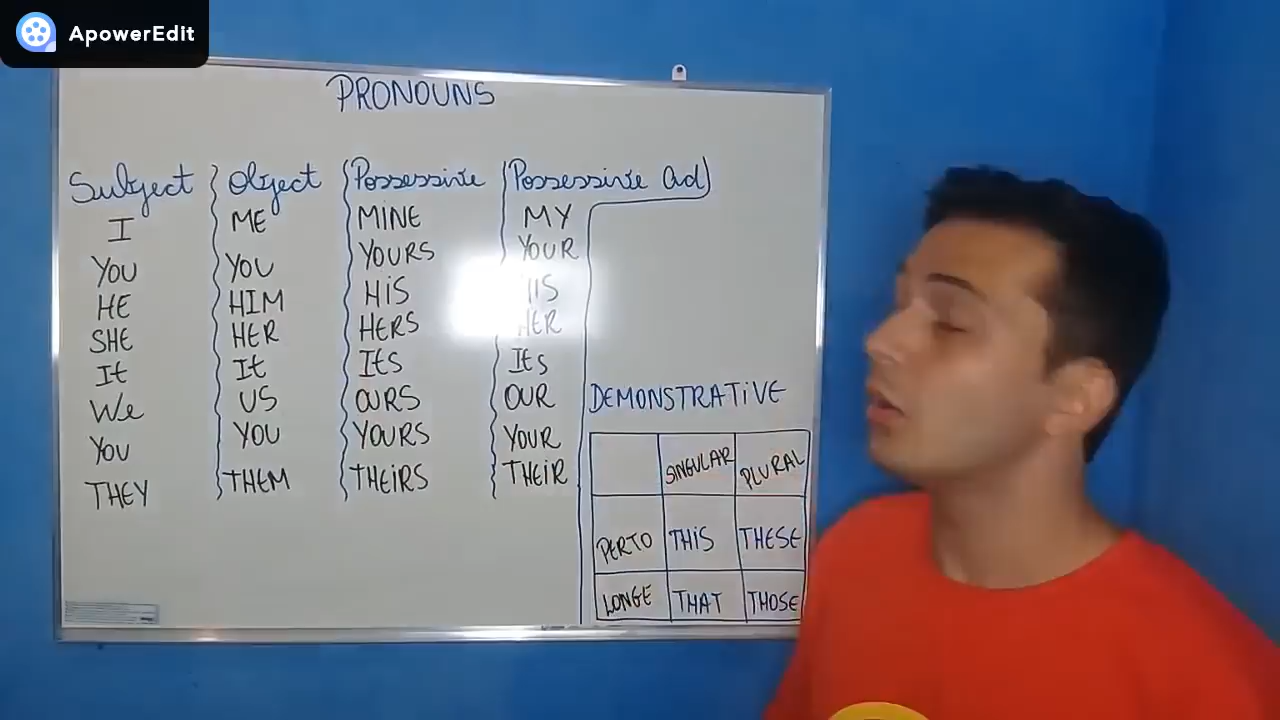 ApowerEdit
PRONOUNS
Subject Object Possessive Possessive Adj
I ME MINE MY
YOU YOU YOURS YOUR
HE HIM HIS HIS
SHE HER HERS HER
It It Its Its
We US OURS OUR
YOU YOU YOURS YOUR
THEY THEM THEIRS THEIR
DEMONSTRATIVE
SINGULAR PLURAL
PERTO THIS THESE
LONGE THAT THOSE